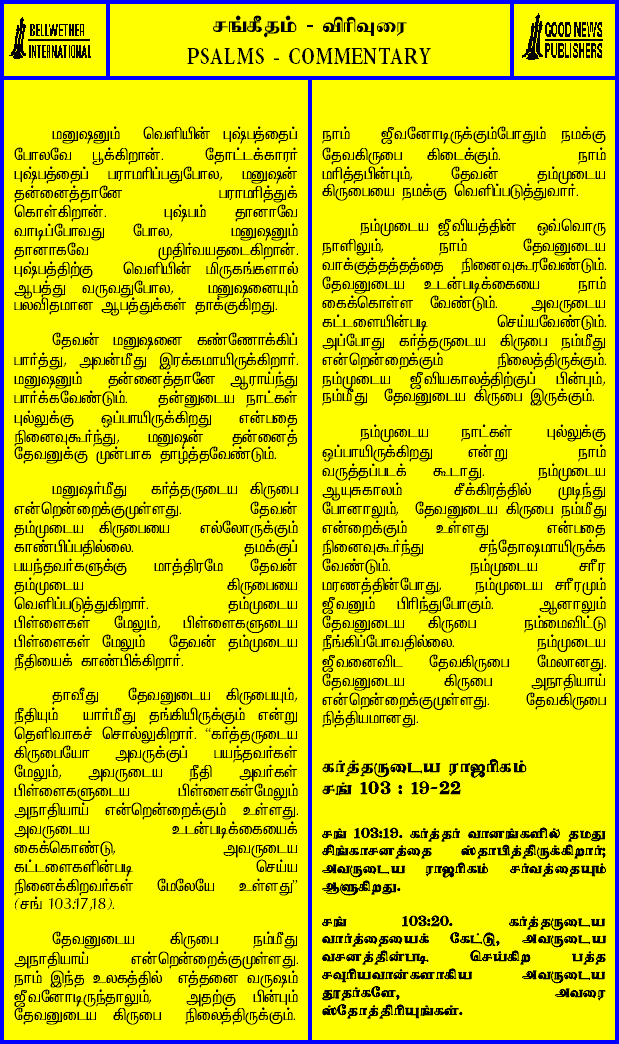 BELLWETHER
INTERNATIONAL
சங்கீதம் - விரிவுரை
PSALMS - COMMENTARY
GOOD NEWS
PUBLISHERS
மனுஷனும் வெளியின் புஷ்பத்தைப்
போலவே பூக்கிறான். தோட்டக்காரர்
புஷ்பத்தைப் பராமரிப்பதுபோல, மனுஷன்
தன்னைத்தானே பராமரித்துக்
கொள்கிறான். புஷ்பம் தானாவே
வாடிப்போவது போல, மனுஷனும்
தானாகவே முதிர்வயதடைகிறான்.
புஷ்பத்திற்கு வெளியின் மிருகங்களால்
ஆபத்து வருவதுபோல, மனுஷனையும்
பலவிதமான ஆபத்துக்கள் தாக்குகிறது.
தேவன் மனுஷனை கண்ணோக்கிப்
பார்த்து, அவன்மீது இரக்கமாயிருக்கிறார்.
மனுஷனும் தன்னைத்தானே ஆராய்ந்து
பார்க்கவேண்டும். தன்னுடைய நாட்கள்
புல்லுக்கு ஒப்பாயிருக்கிறது என்பதை
நினைவுகூர்ந்து, மனுஷன் தன்னைத்
தேவனுக்கு முன்பாக தாழ்த்தவேண்டும்.
மனுஷர்மீது கர்த்தருடைய கிருபை
என்றென்றைக்குமுள்ளது. தேவன்
தம்முடைய கிருபையை எல்லோருக்கும்
காண்பிப்பதில்லை. தமக்குப்
பயந்தவர்களுக்கு மாத்திரமே தேவன்
தம்முடைய கிருபையை
வெளிப்படுத்துகிறார். தம்முடைய
பிள்ளைகள் மேலும், பிள்ளைகளுடைய
பிள்ளைகள் மேலும் தேவன் தம்முடைய
நீதியைக் காண்பிக்கிறார்.
தாவீது தேவனுடைய கிருபையும்,
நீதியும் யார்மீது தங்கியிருக்கும் என்று
தெளிவாகச் சொல்லுகிறார். “கர்த்தருடைய
கிருபையோ அவருக்குப் பயந்தவர்கள்
மேலும், அவருடைய நீதி அவர்கள்
பிள்ளைகளுடைய பிள்ளைகள்மேலும்
அநாதியாய் என்றென்றைக்கும் உள்ளது.
அவருடைய உடன்படிக்கையைக்
கைக்கொண்டு, அவருடைய
கட்டளைகளின்படி செய்ய
நினைக்கிறவர்கள் மேலேயே உள்ளது”
(சங் 103:17,18).
தேவனுடைய கிருபை நம்மீது
அநாதியாய் என்றென்றைக்குமுள்ளது.
நாம் இந்த உலகத்தில் எத்தனை வருஷம்
ஜீவனோடிருந்தாலும், அதற்கு பின்பும்
தேவனுடைய கிருபை நிலைத்திருக்கும்.
நாம் ஜீவனோடிருக்கும்போதும் நமக்கு
தேவகிருபை கிடைக்கும். நாம்
மரித்தபின்பும், தேவன் தம்முடைய
கிருபையை நமக்கு வெளிப்படுத்துவார்.
நம்முடைய ஜீவியத்தின் ஒவ்வொரு
நாளிலும், நாம் தேவனுடைய
வாக்குத்தத்தத்தை நினைவுகூரவேண்டும்.
தேவனுடைய உடன்படிக்கையை நாம்
கைக்கொள்ள வேண்டும். அவருடைய
கட்டளையின்படி செய்யவேண்டும்.
அப்போது கர்த்தருடைய கிருபை நம்மீது
என்றென்றைக்கும் நிலைத்திருக்கும்.
நம்முடைய ஜீவியகாலத்திற்குப் பின்பும்,
நம்மீது தேவனுடைய கிருபை இருக்கும்.
நம்முடைய நாட்கள் புல்லுக்கு
ஒப்பாயிருக்கிறது என்று நாம்
வருத்தப்படக் கூடாது. நம்முடைய
ஆயுசுகாலம் சீக்கிரத்தில் முடிந்து
போனாலும், தேவனுடைய கிருபை நம்மீது
என்றைக்கும் உள்ளது என்பதை
நினைவுகூர்ந்து சந்தோஷமாயிருக்க
வேண்டும். நம்முடைய சரீர
மரணத்தின்போது, நம்முடைய சரீரமும்
ஜீவனும் பிரிந்துபோகும். ஆனாலும்
தேவனுடைய கிருபை நம்மைவிட்டு
நீங்கிப்போவதில்லை. நம்முடைய
ஜீவனைவிட தேவகிருபை மேலானது.
தேவனுடைய கிருபை அநாதியாய்
என்றென்றைக்குமுள்ளது. தேவகிருபை
நித்தியமானது.
கர்த்தருடைய ராஜரிகம்
சங் 103 : 19-22
சங் 103:19. கர்த்தர் வானங்களில் தமது
சிங்காசனத்தை ஸ்தாபித்திருக்கிறார்;
அவருடைய ராஜரிகம் சர்வத்தையும்
ஆளுகிறது.
சங் 103:20. கர்த்தருடைய
வார்த்தையைக் கேட்டு, அவருடைய
வசனத்தின்படி செய்கிற பத்த
சவுரியவான்களாகிய அவருடைய
தூதர்களே, அவரை
ஸ்தோத்திரியுங்கள்.